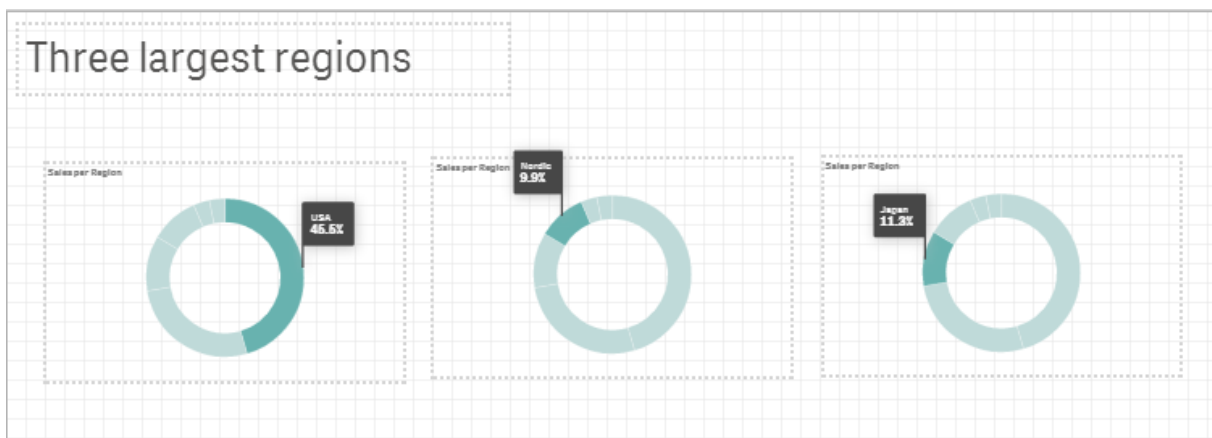 Three largest regions
Sales per Region
USA
45.5%
Sales per Region
Nordic
9.9%
Sales per Region
Japan
11.3%